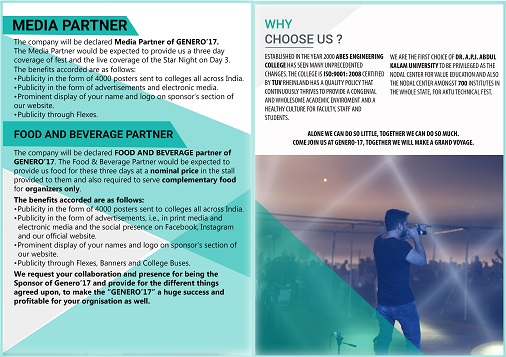 MEDIA PARTNER
The company will be declared Media Partner of GENERO'17.
The Media Partner would be expected to provide us a three day
coverage of fest and the live coverage of the Star Night on Day 3.
The benefits accorded are as follows:
•Publicity in the form of 4000 posters sent to colleges all across India.
•Publicity in the form of advertisements and electronic media.
•Prominent display of your names and logo on sponsor's section of
our website.
•Publicity through Flexes.
FOOD AND BEVERAGE PARTNER
The company will be declared FOOD AND BEVERAGE partner of
GENERO'17. The Food & Beverage Partner would be expected to
provide us food for these three days at a nominal price in the stall
provided to them and also required to serve complementary food
for organizers only.
The benefits accorded are as follows:
•Publicity in the form of 4000 posters sent to colleges all across India.
•Publicity in the form of advertisements, i.e., in print media and
electronic media and the social presence on Facebook, Instagram
and our official website.
•Prominent display of your names and logo on sponsor's section of
our website.
•Publicity through Flexes, Banners and College Buses.
We request your collaboration and presence for being the
Sponsor of Genero'17 and provide for the different things
agreed upon, to make the "GENERO'17" a huge success and
profitable for your orgnisation as well.
WHY
CHOOSE US ?
ESTABLISHED IN THE YEAR 2000 ABES ENGINEERING
COLLEGE HAS SEEN MANY UNPRECEDENTED
CHANGES. THE COLLEGE IS ISO:9001: 2008 CERTIFIED
BY TUV RHEINLAND HAS A QUALITY POLICY THAT
CONTINUOUSLY THRIVES TO PROVIDE A CONGENIAL
AND WHOLESOME ACADEMIC ENVIROMENT AND A
HEALTHY CULTURE FOR FACULTY, STAFF AND
STUDENTS.
WE ARE THE FIRST CHOICE OF DR. A.P.J. ABDUL
KALAM UNIVERSITY TO BE PRIVILEGED AS THE
NODAL CENTER FOR VALUE EDUCATION AND ALSO
THE NODAL CENTER AMONGST 700 INSTITUTES IN
THE WHOLE STATE, FOR AKTU TECHNICAL FEST.
ALONE WE CAN DO SO LITTLE, TOGETHER WE CAN DO SO MUCH.
COME JOIN US AT GENERO-17, TOGETHER WE WILL MAKE A GRAND VOYAGE.